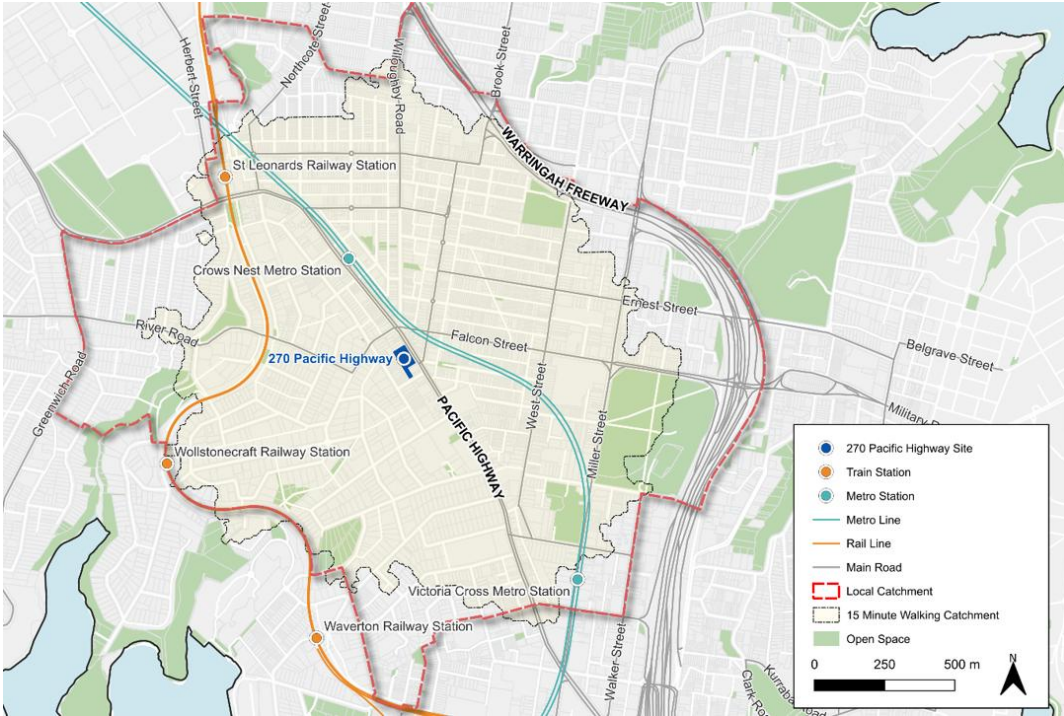 Herbert Street
Northcote Street
Willoughby Road
Brook Street
WARRINGAH FREEWAY
St Leonards Railway Station
Crows Nest Metro Station
River Road
Ernest Street
Falcon Street
Belgrave Street
270 Pacific Highway
Greenwich Road
PACIFIC HIGHWAY
West Street
Miller Street
Military
Wollstonecraft Railway Station
Victoria Cross Metro Station
Waverton Railway Station
Walker Street
270 Pacific Highway Site
Train Station
Metro Station
Metro Line
Rail Line
Main Road
Local Catchment
15 Minute Walking Catchment
Open Space
0 250 500 m
N
Kurraba Road